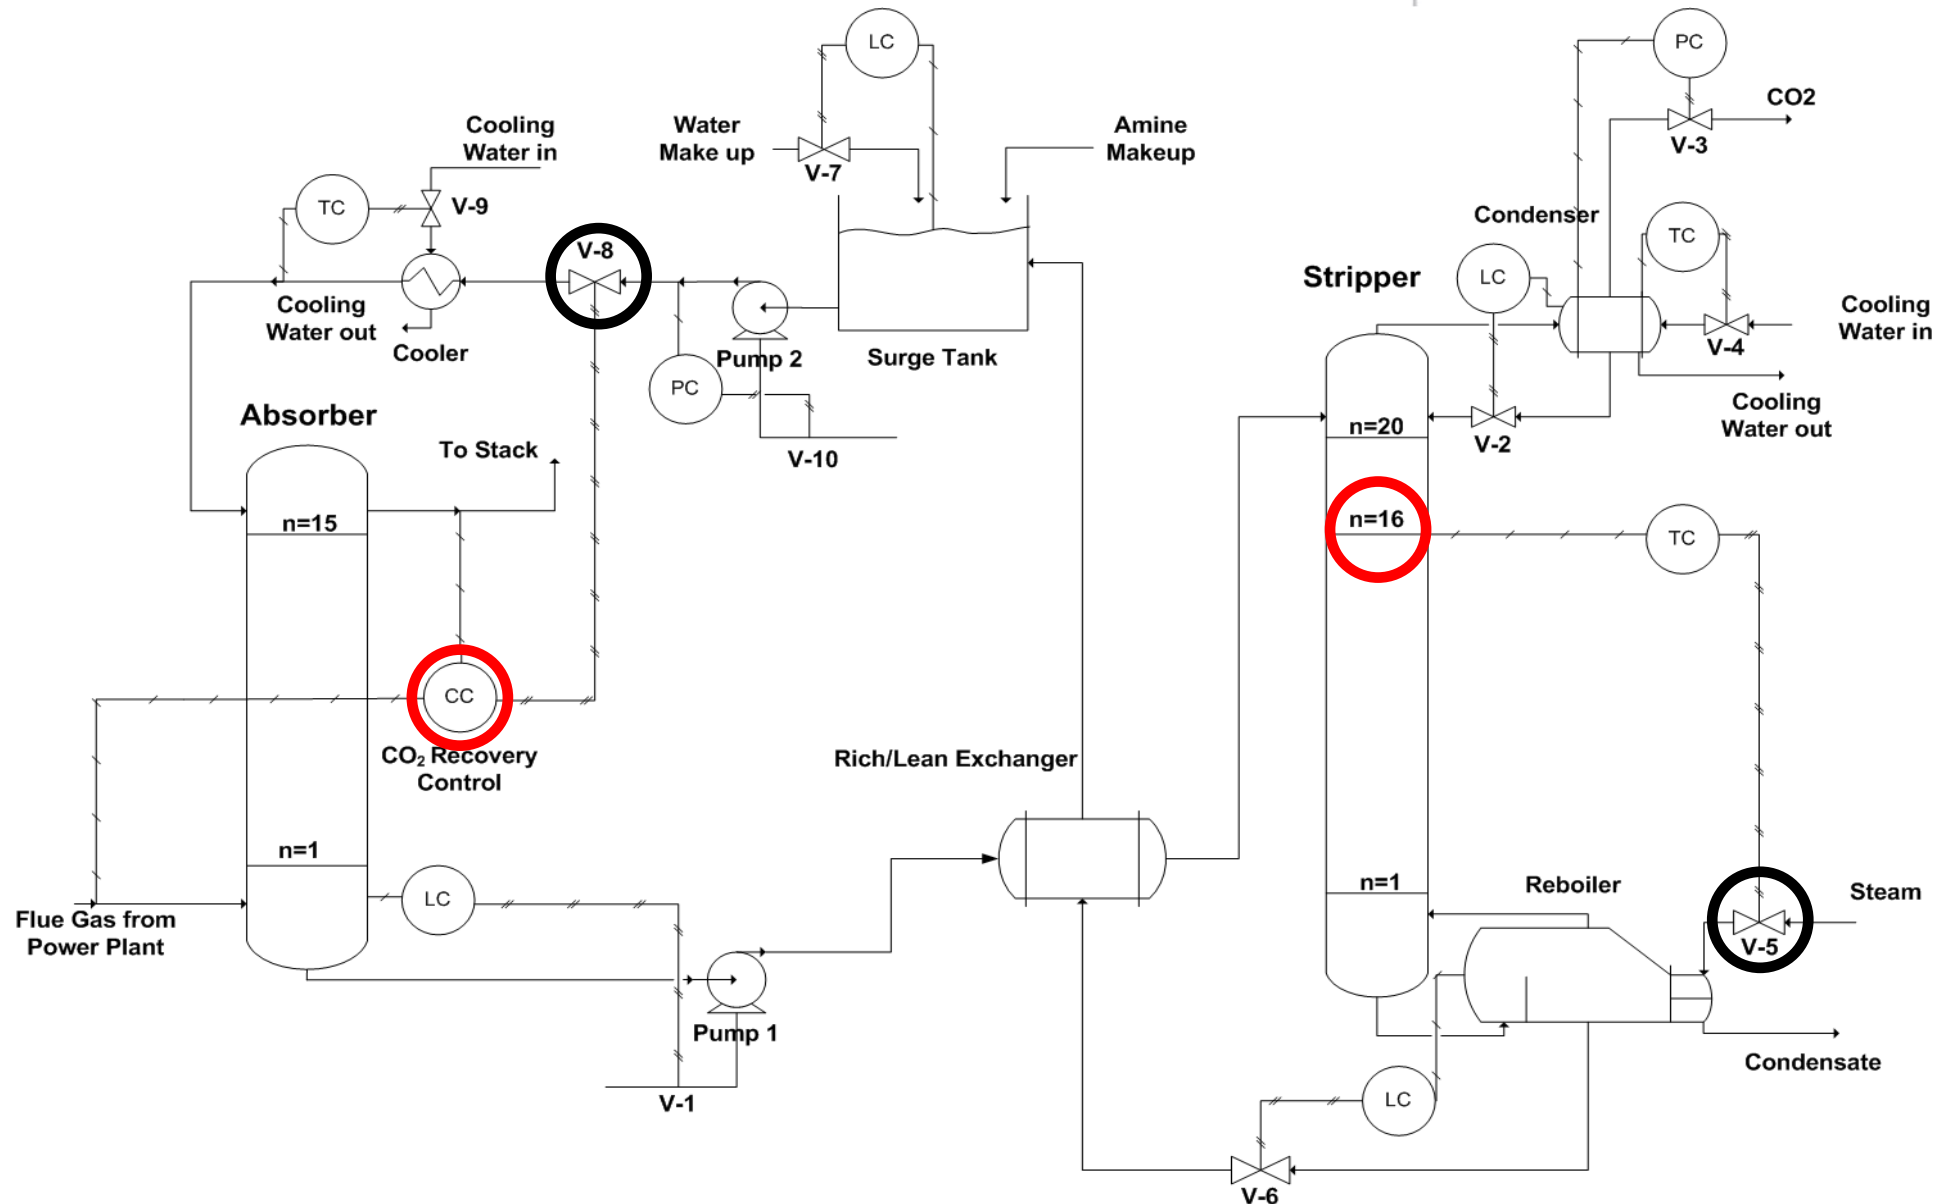 LC
PC
CO2
V-3
Cooling
Water in
Water
Make up
V-7
Amine
Makeup
TC
V-9
V-8
Condenser
TC
LC
Stripper
Cooling
Water in
V-4
Cooling
Water out
Cooler
Pump 2
Surge Tank
PC
V-10
Cooling
Water out
V-2
n=20
Absorber
To Stack
n=15
n=16
TC
CC
CO₂ Recovery
Control
Rich/Lean Exchanger
n=1
LC
Flue Gas from
Power Plant
n=1
Reboiler
Steam
V-5
Pump 1
V-1
Condensate
LC
V-6